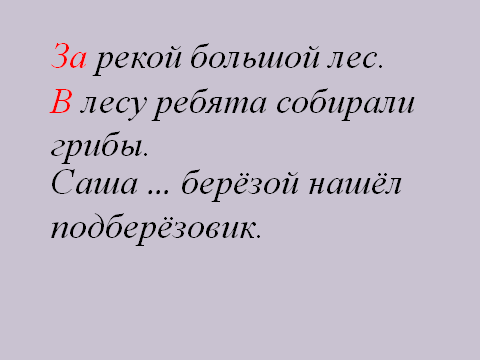 За рекой большой лес.
В лесу ребята собирали
грибы.
Саша ... берёзой нашёл
подберёзовик.